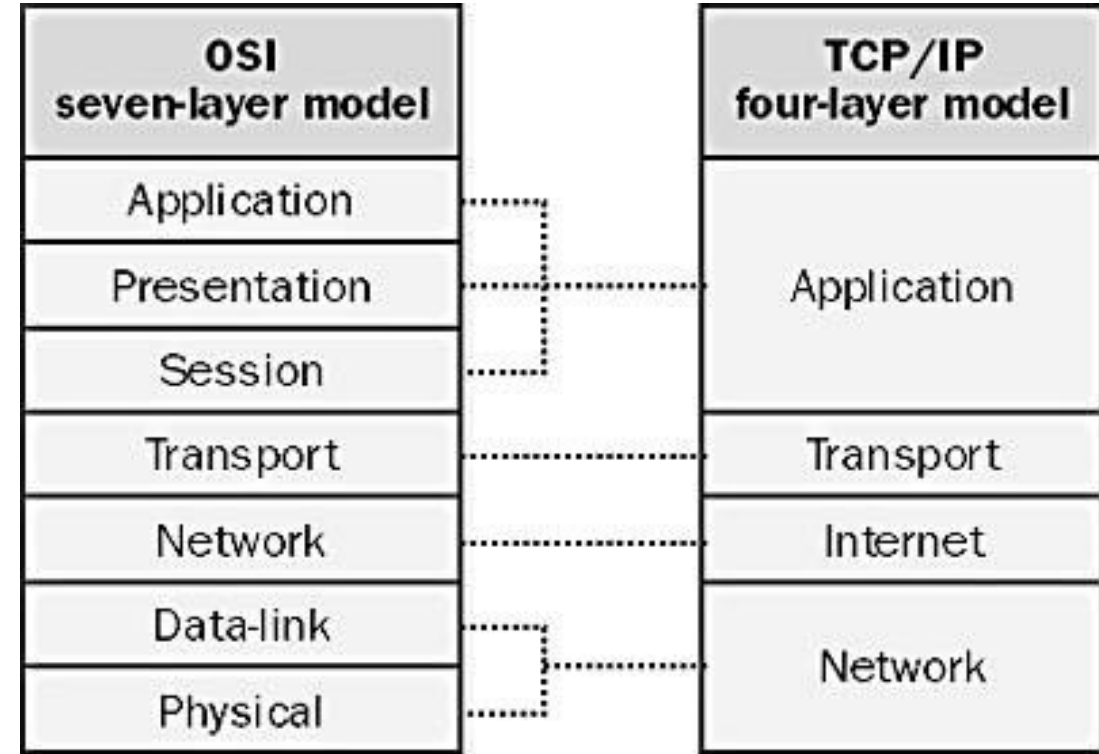 OSI
seven-layer model
Application
Presentation
Session
Transport
Network
Data-link
Physical
TCP/IP
four-layer model
Application
Transport
Internet
Network